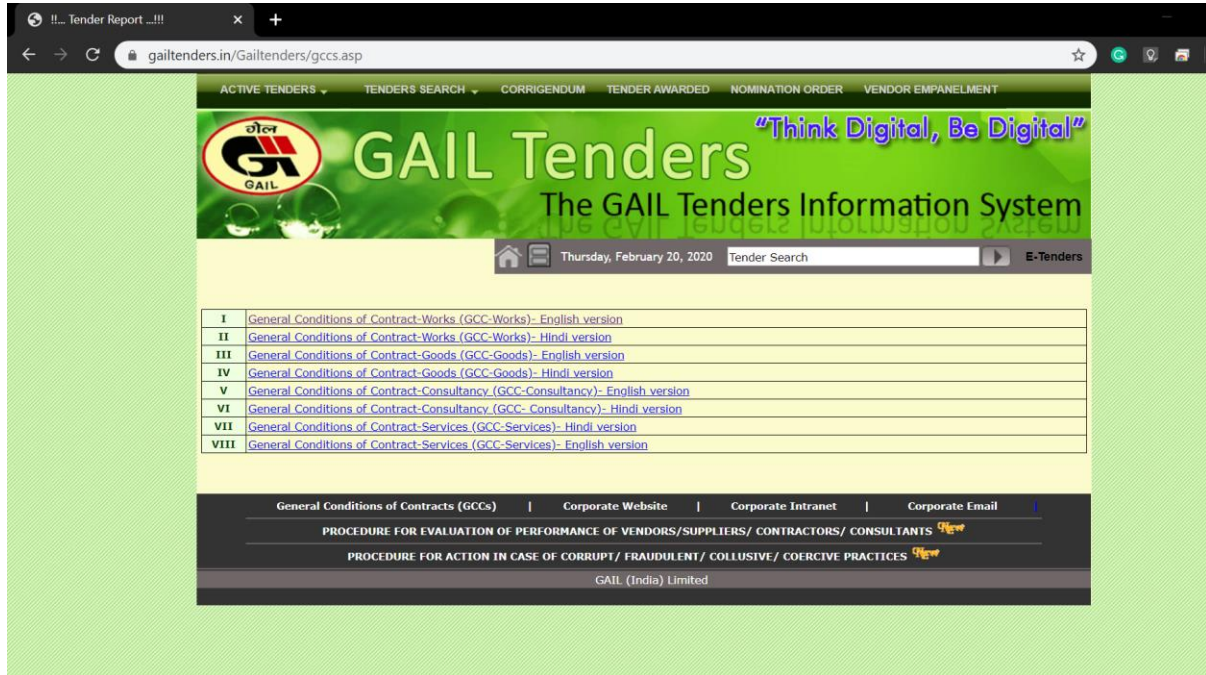 !!... Tender Report ...!!!
gailtenders.in/Gailtenders/gccs.asp
ACTIVE TENDERS TENDERS SEARCH CORRIGENDUM TENDER AWARDED NOMINATION ORDER VENDOR EMPANELMENT
गेल
GAIL
GAIL Tenders
"Think Digital, Be Digital"
The GAIL Tenders Information System
Thursday, February 20, 2020 Tender Search E-Tenders
I General Conditions of Contract-Works (GCC-Works)- English version
II General Conditions of Contract-Works (GCC-Works)- Hindi version
III General Conditions of Contract-Goods (GCC-Goods)- English version
IV General Conditions of Contract-Goods (GCC-Goods)- Hindi version
V General Conditions of Contract-Consultancy (GCC-Consultancy)- English version
VI General Conditions of Contract-Consultancy (GCC- Consultancy)- Hindi version
VII General Conditions of Contract-Services (GCC-Services)- Hindi version
VIII General Conditions of Contract-Services (GCC-Services)- English version
General Conditions of Contracts (GCCs) | Corporate Website | Corporate Intranet | Corporate Email |
PROCEDURE FOR EVALUATION OF PERFORMANCE OF VENDORS/SUPPLIERS/ CONTRACTORS/ CONSULTANTS New
PROCEDURE FOR ACTION IN CASE OF CORRUPT/ FRAUDULENT/ COLLUSIVE/ COERCIVE PRACTICES New
GAIL (India) Limited